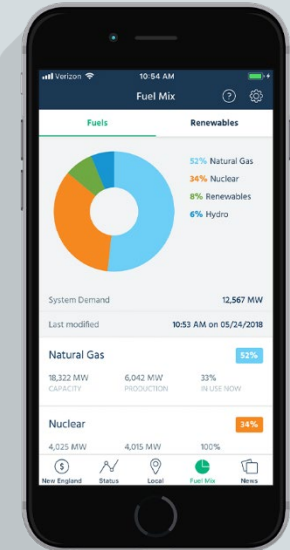 Verizon 10:54 AM
Fuel Mix ?
Fuels Renewables
52% Natural Gas
34% Nuclear
8% Renewables
6% Hydro
System Demand 12,567 MW
Last modified 10:53 AM on 05/24/2018
Natural Gas 52%
18,322 MW 6,042 MW 33%
CAPACITY PRODUCTION IN USE NOW
Nuclear 34%
4,025 MW 4,015 MW 100%
$
New England Status Local Fuel Mix News